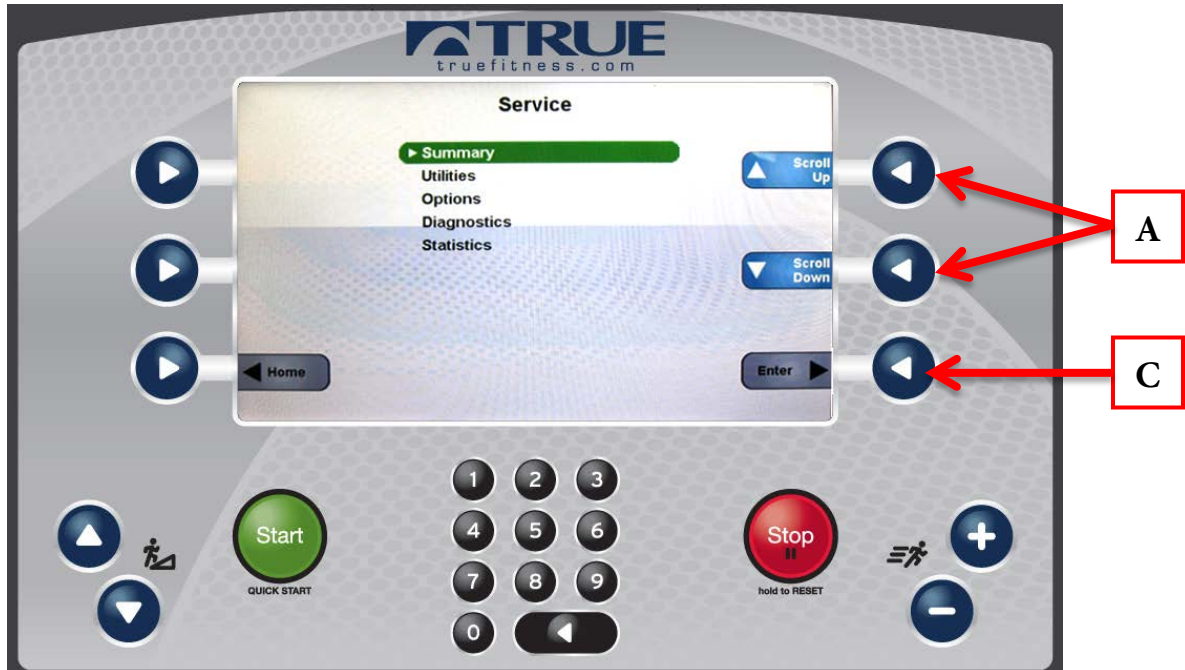 TRUE
truefitness.com
Service
Summary
Utilities
Options
Diagnostics
Statistics
Scroll
Up
Scroll
Down
Home
Enter
A
C
1 2 3
4 5 6
7 8 9
0
Start
QUICK START
Stop
hold to RESET